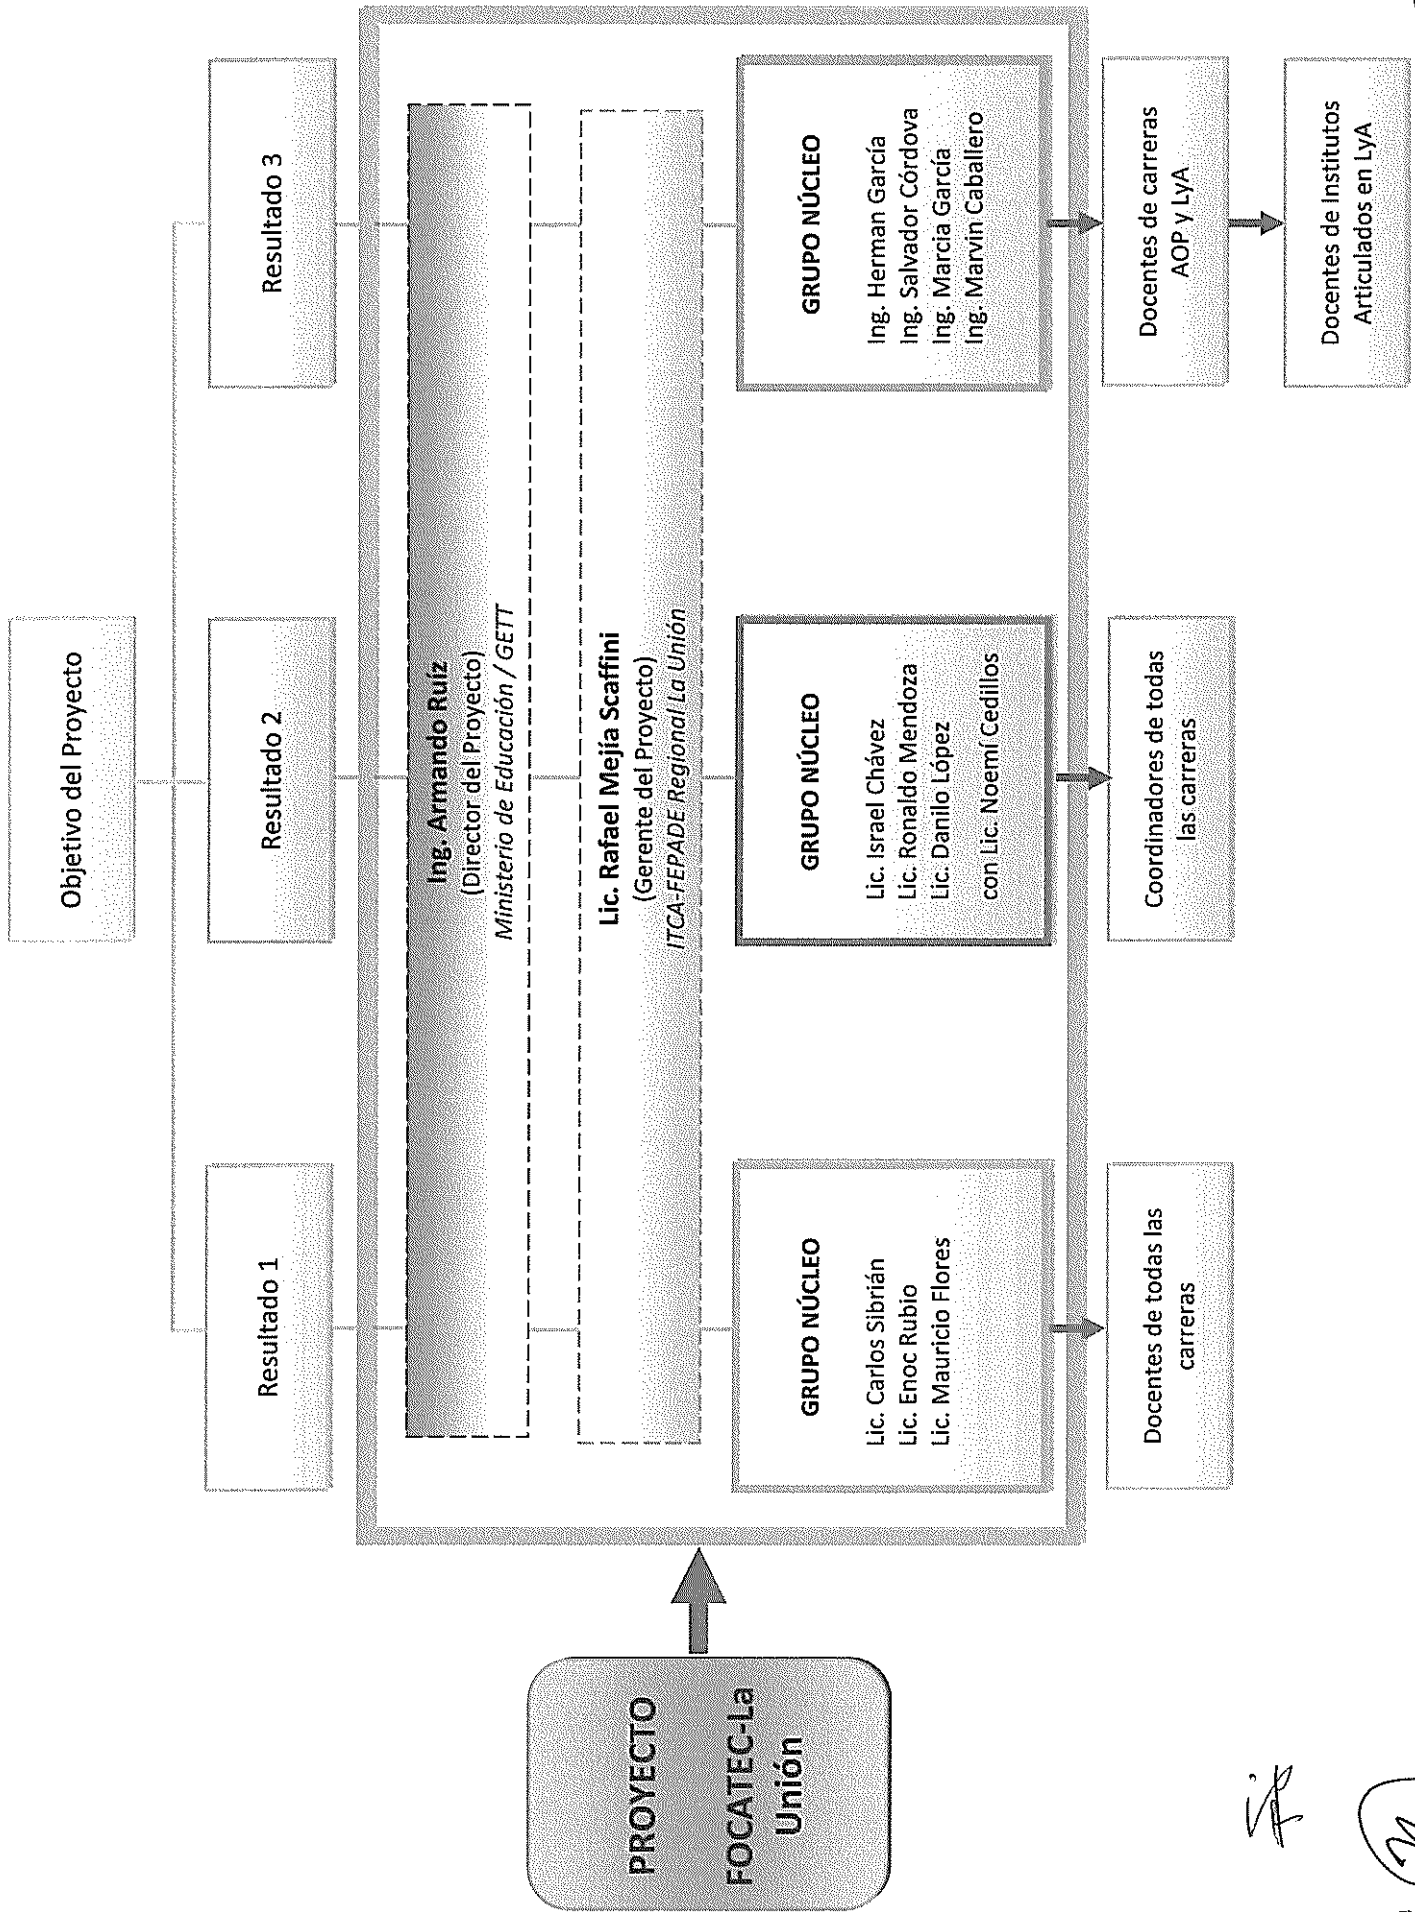 Objetivo del Proyecto
Resultado 1
Resultado 2
Resultado 3
PROYECTO
FOCATEC-La
Unión
Ing. Armando Ruíz
(Director del Proyecto)
Ministerio de Educación / GETT
Lic. Rafael Mejía Scaffini
(Gerente del Proyecto)
ITCA-FEPADE Regional La Unión
GRUPO NÚCLEO
Lic. Carlos Sibrián
Lic. Enoc Rubio
Lic. Mauricio Flores
GRUPO NÚCLEO
Lic. Israel Chávez
Lic. Ronaldo Mendoza
Lic. Danilo López
con Lic. Noemí Cedillos
GRUPO NÚCLEO
Ing. Herman García
Ing. Salvador Córdova
Ing. Marcia García
Ing. Marvin Caballero
Docentes de todas las
carreras
Coordinadores de todas
las carreras
Docentes de carreras
AOP y LyA
Docentes de Institutos
Articulados en LyA